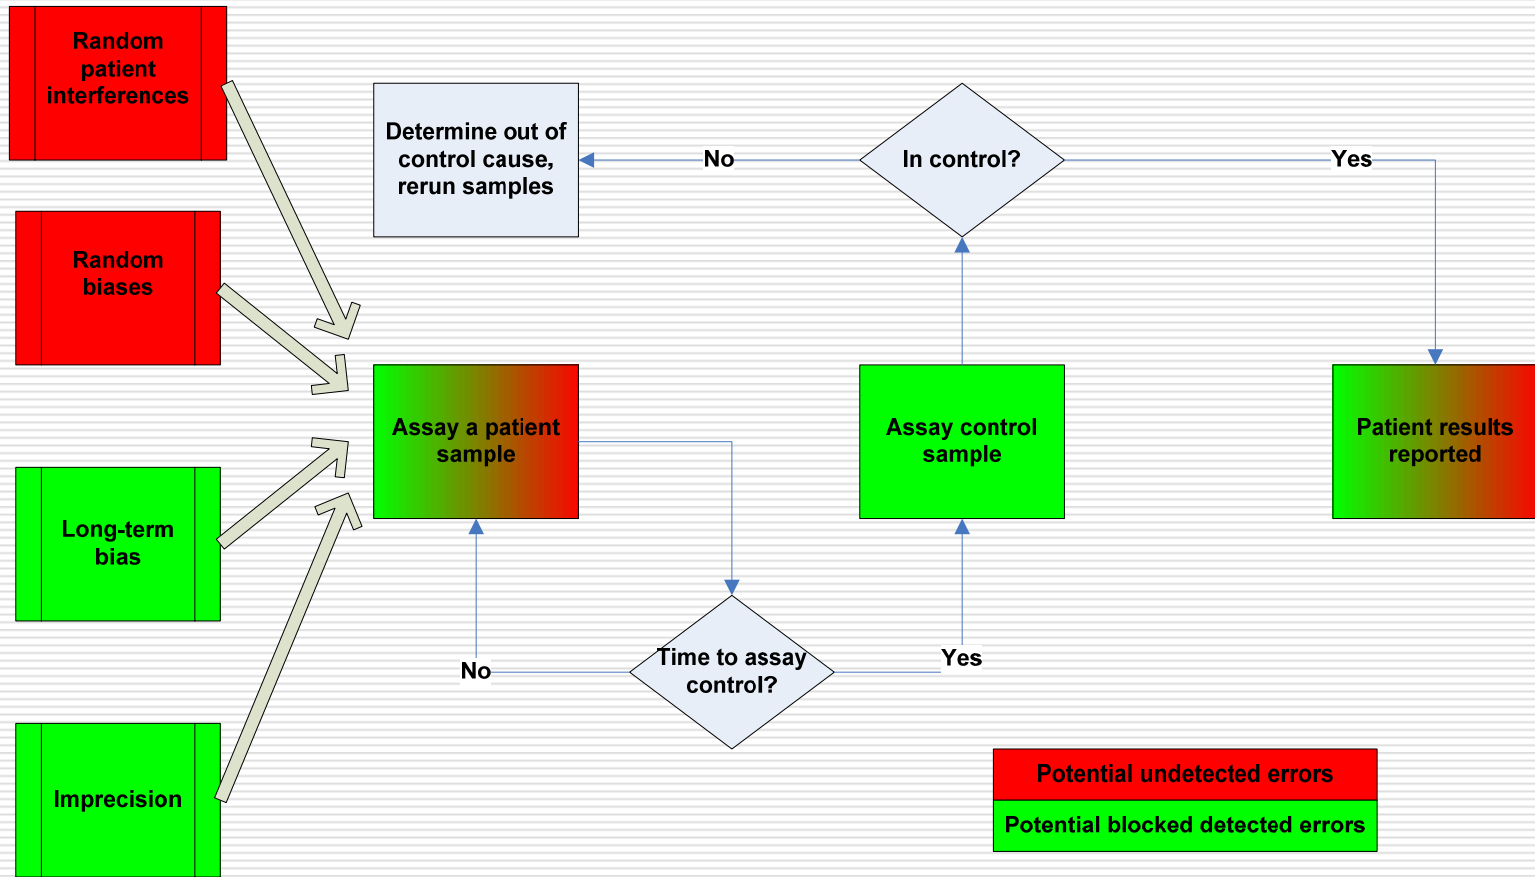 Random
patient
interferences
Determine out of
control cause,
rerun samples
No
In control?
Yes
Random
biases
Assay a patient
sample
Assay control
sample
Patient results
reported
Long-term
bias
No
Time to assay
control?
Yes
Imprecision
Potential undetected errors
Potential blocked detected errors